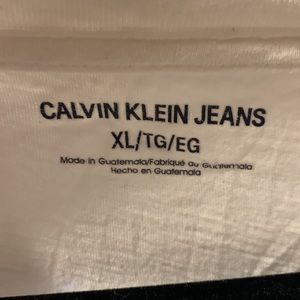 CALVIN KLEIN JEANS
XL/TG/EG
Made in Guatemala/Fabriqué au Guatemala
Hecho en Guatemala